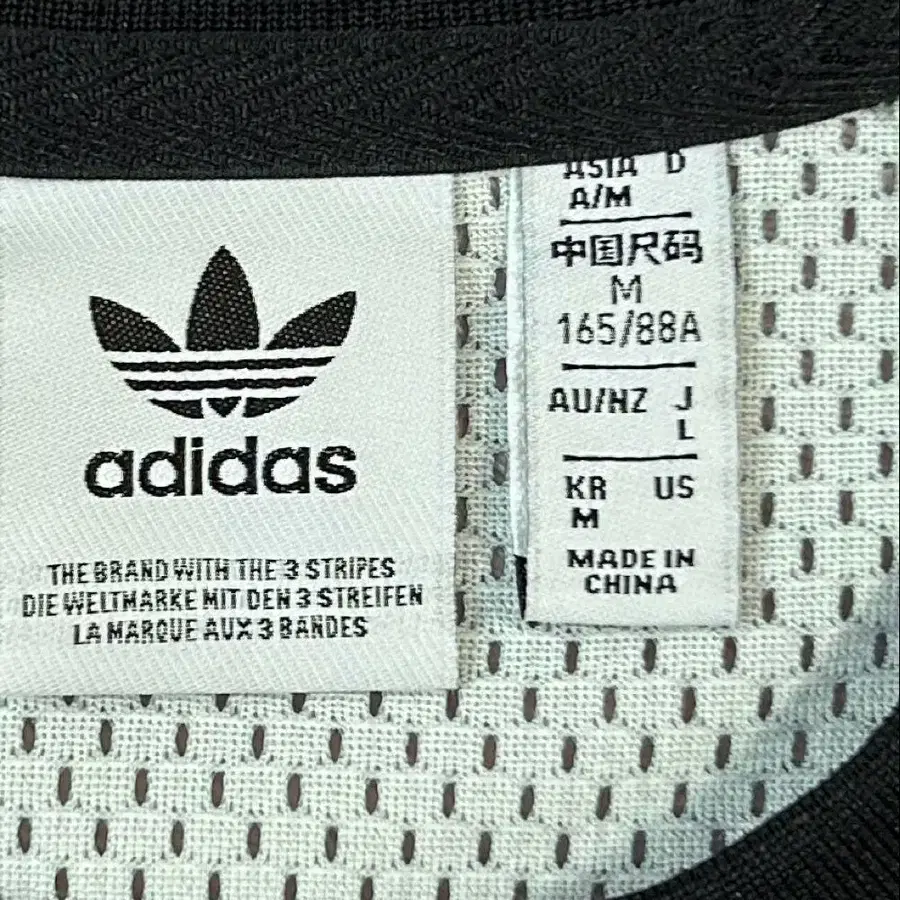 adidas
THE BRAND WITH THE 3 STRIPES
DIE WELTMARKE MIT DEN 3 STREIFEN
LA MARQUE AUX 3 BANDES
ASIA D
A/M
中国尺码
M
165/88A
AU/NZ J
L
KR US
M
MADE IN
CHINA